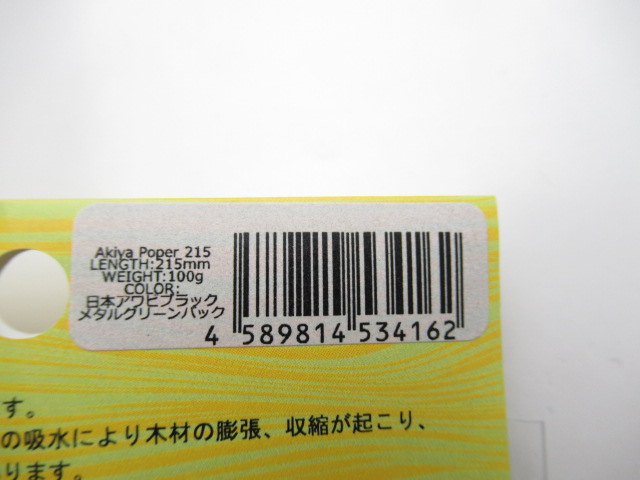 Akiya Poper 215
LENGTH:215mm
WEIGHT:100g
COLOR:
日本アワビブラック
メタルグリーンバック
4 589814 534162
す。
の吸水により木材の膨張、収縮が起こり、
ります。